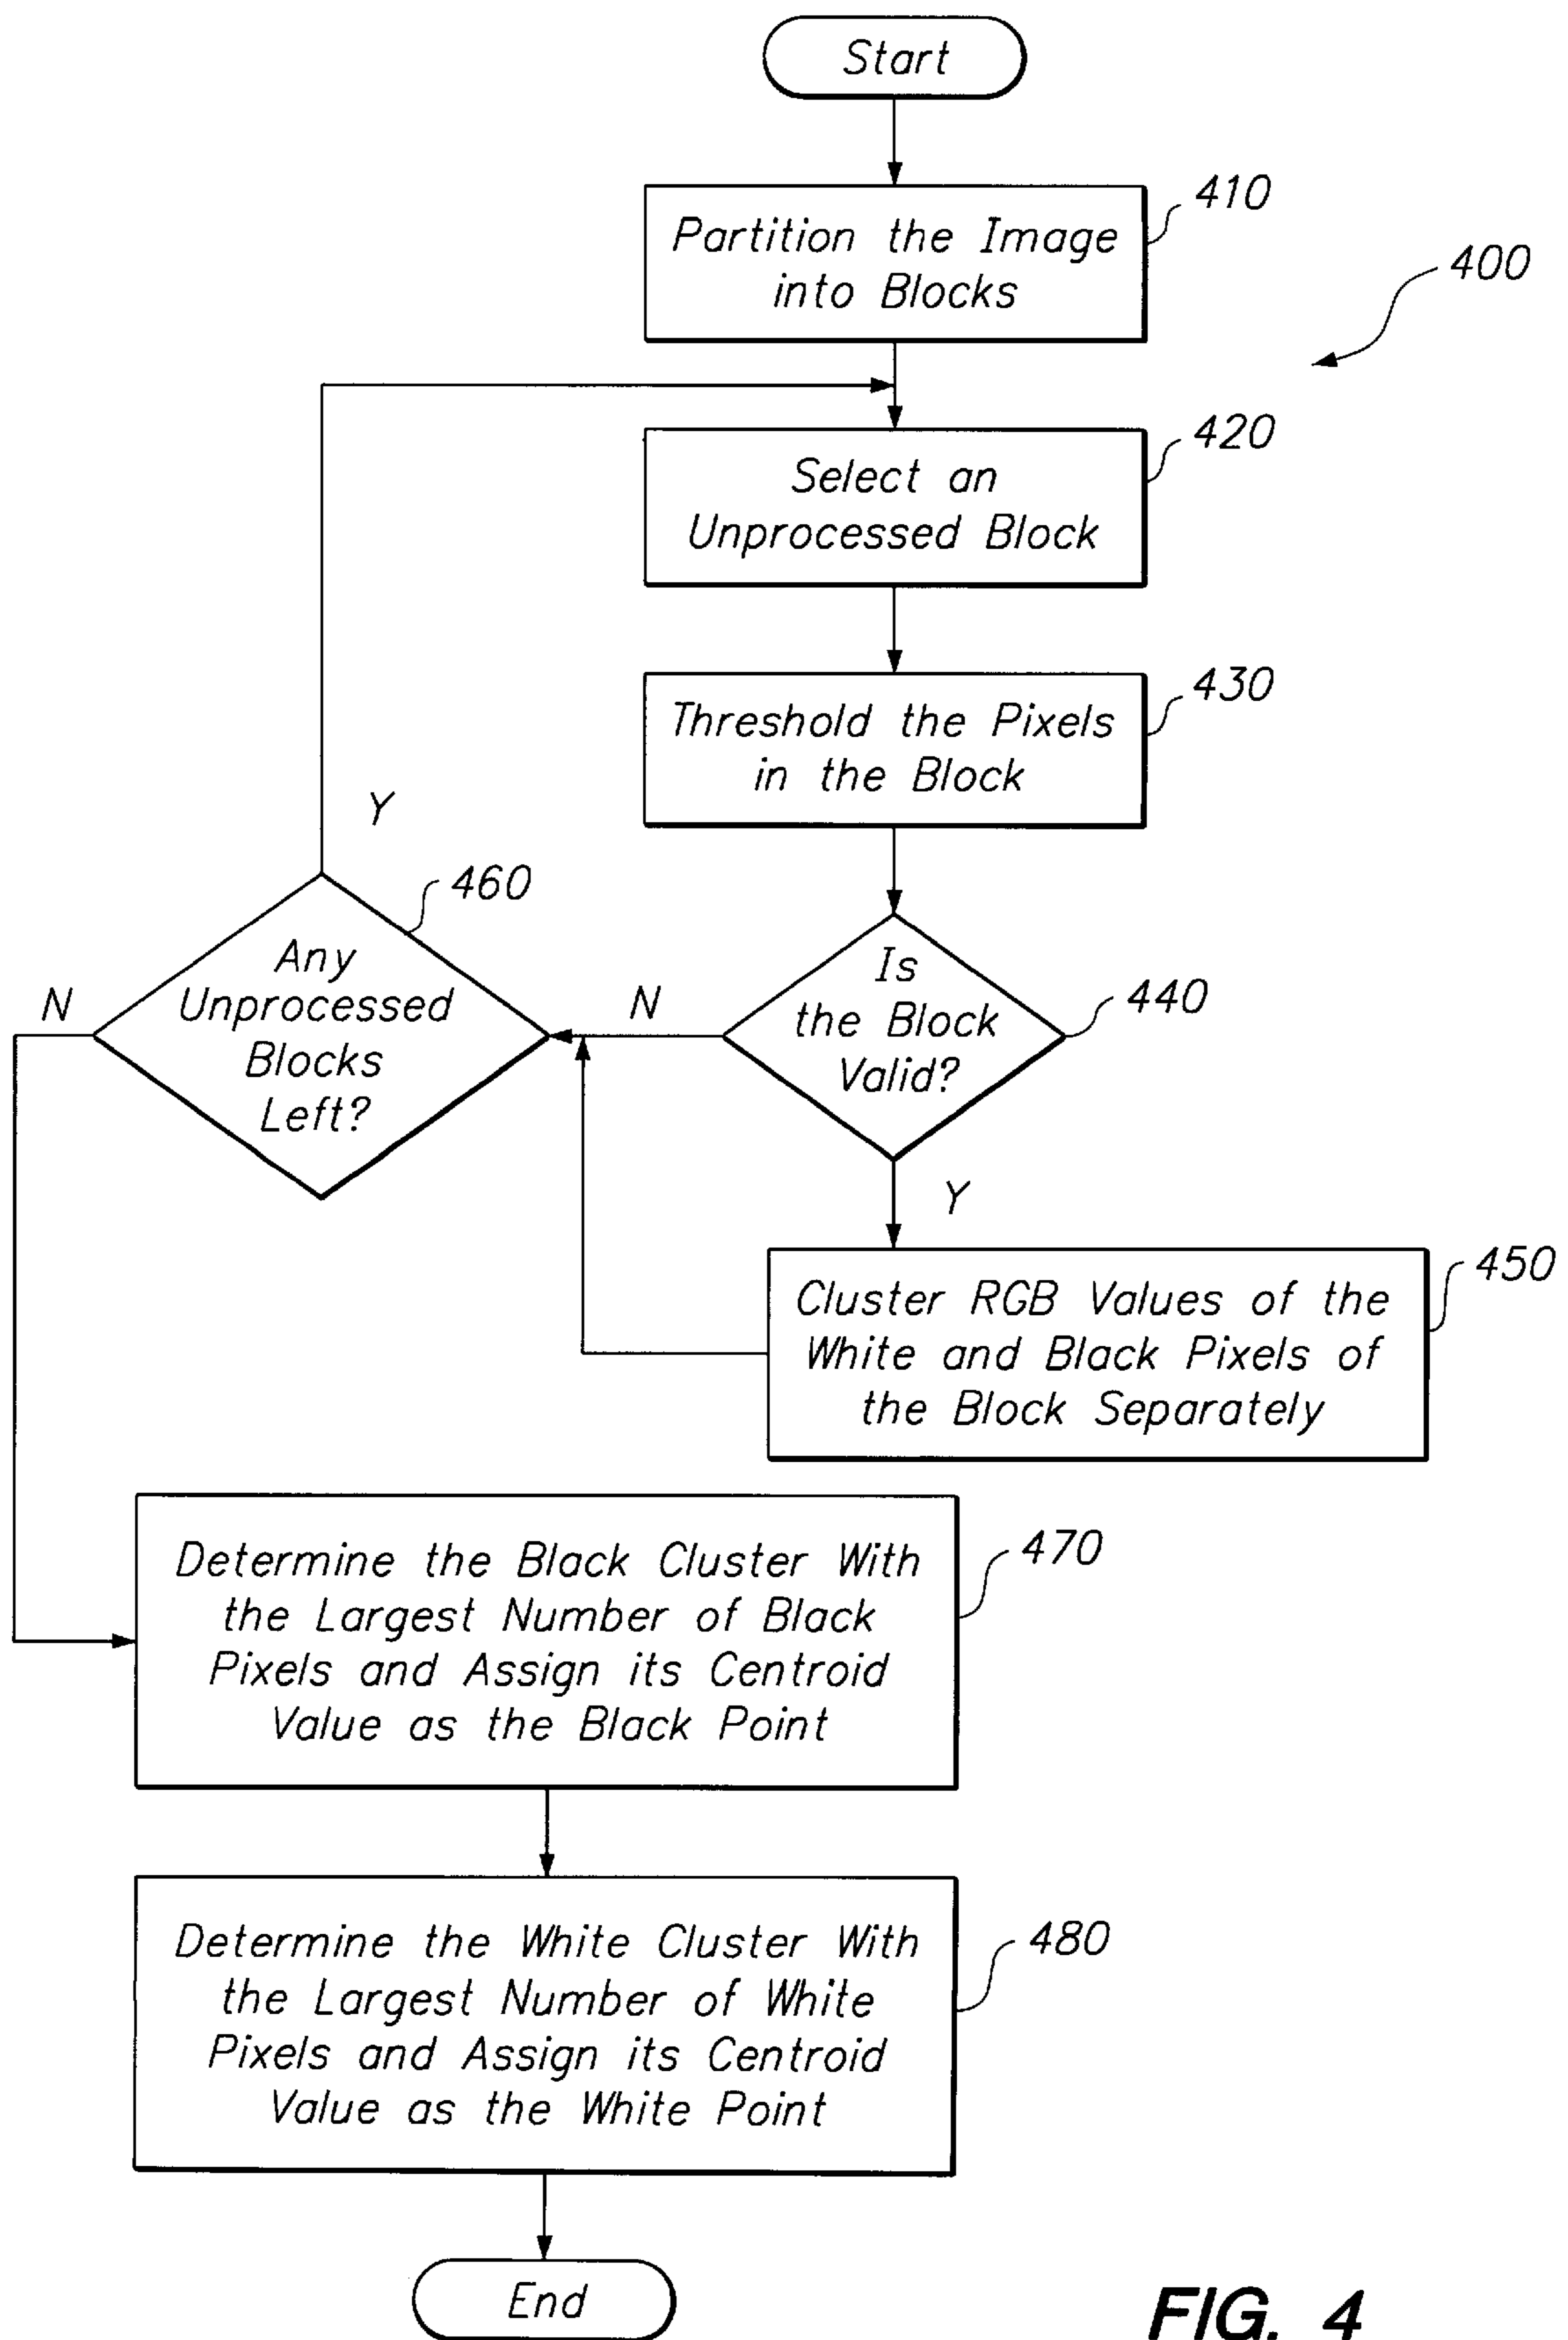 Start
410
Partition the Image
into Blocks
400
420
Select an
Unprocessed Block
430
Threshold the Pixels
in the Block
Y
460
Any
Unprocessed
Blocks
Left?
N
N
Is
the Block
Valid?
440
Y
450
Cluster RGB Values of the
White and Black Pixels of
the Block Separately
470
Determine the Black Cluster With
the Largest Number of Black
Pixels and Assign its Centroid
Value as the Black Point
480
Determine the White Cluster With
the Largest Number of White
Pixels and Assign its Centroid
Value as the White Point
End
FIG. 4